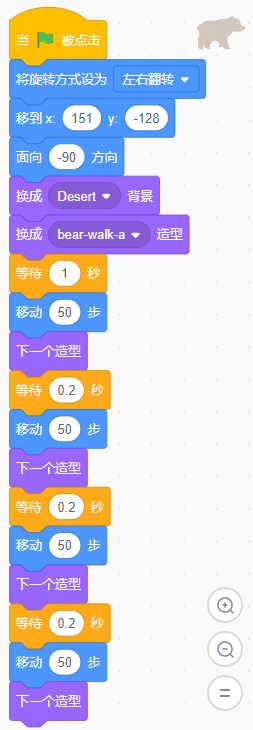 当 被点击
将旋转方式设为 左右翻转
移到 x: 151 y: -128
面向 -90 方向
换成 Desert 背景
换成 bear-walk-a 造型
等待 1 秒
移动 50 步
下一个造型
等待 0.2 秒
移动 50 步
下一个造型
等待 0.2 秒
移动 50 步
下一个造型
等待 0.2 秒
移动 50 步
下一个造型